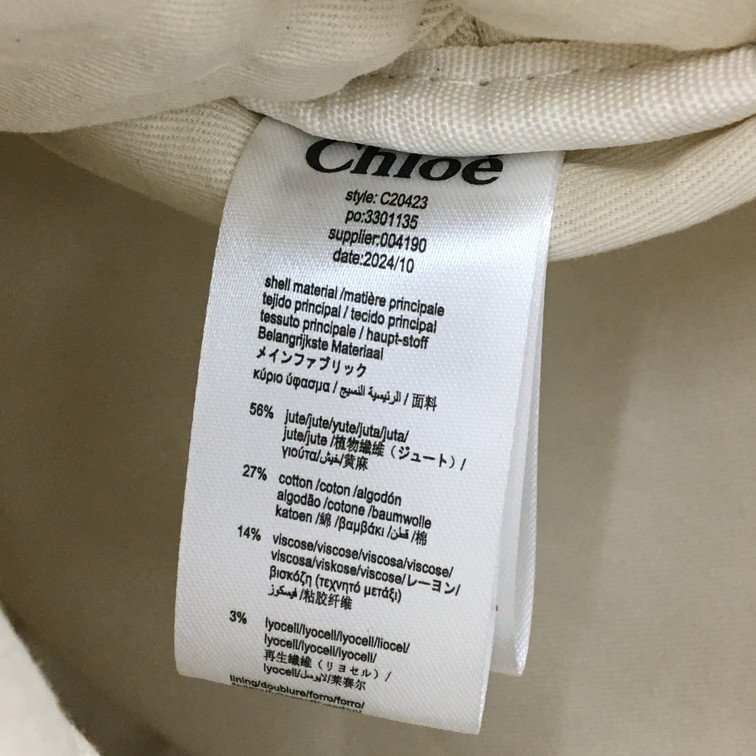 Chloé
style: C20423
po:3301135
supplier:004190
date:2024/10
shell material /matière principale
tejido principal / tecido principal
tessuto principale / haupt-stoff
Belangrijkste Materiaal
メインファブリック
κύριο ύφασμα / الرئيسية النسيج / 面料
56% jute/jute/yute/juta/juta/
jute/jute /植物繊維（ジュート）/
γιούτα/خيش/黄麻
27% cotton /coton /algodón
algodão /cotone /baumwolle
katoen /綿 /βαμβάκι /قطن /棉
14% viscose/viscose/viscosa/viscose/
viscosa/viskose/viscose/レーヨン/
βισκόζη (τεχνητό μετάξι)
/فيسكوز/粘胶纤维
3% lyocell/lyocell/lyocell/liocel/
lyocell/lyocell/lyocell/
再生繊維（リヨセル）/
lyocell /لايوسل/莱赛尔
lining/doublure/forro/forro/